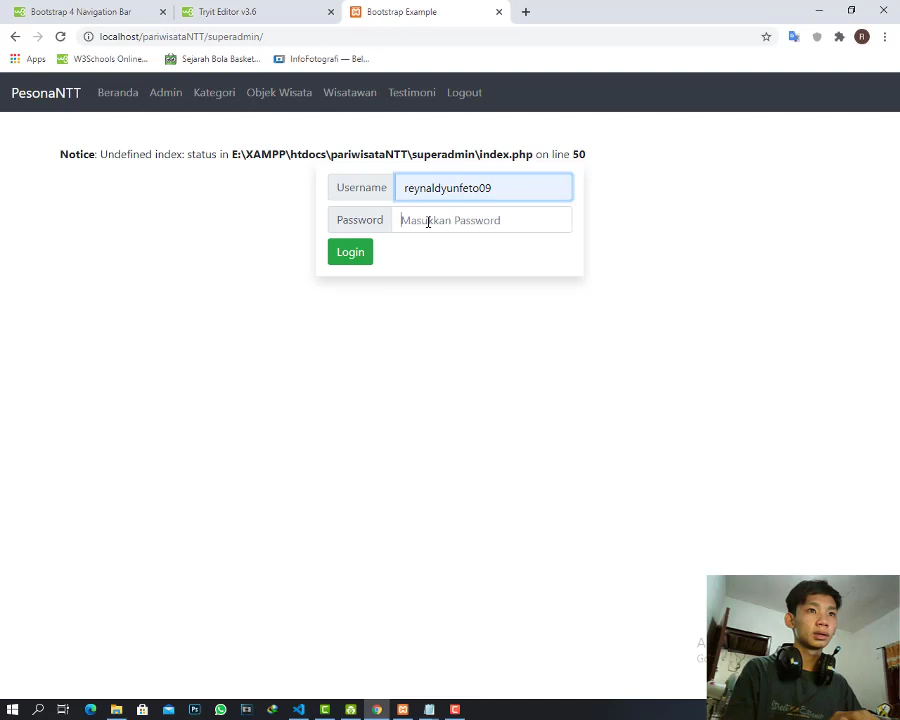 Bootstrap 4 Navigation Bar
Tryit Editor v3.6
Bootstrap Example
localhost/pariwisataNTT/superadmin/
R
Apps
W3Schools Online...
Sejarah Bola Basket...
InfoFotografi — Bel...
PesonaNTT Beranda Admin Kategori Objek Wisata Wisatawan Testimoni Logout
Notice: Undefined index: status in E:\XAMPP\htdocs\pariwisataNTT\superadmin\index.php on line 50
Username reynaldyunfeto09
Password Masukkan Password
Login